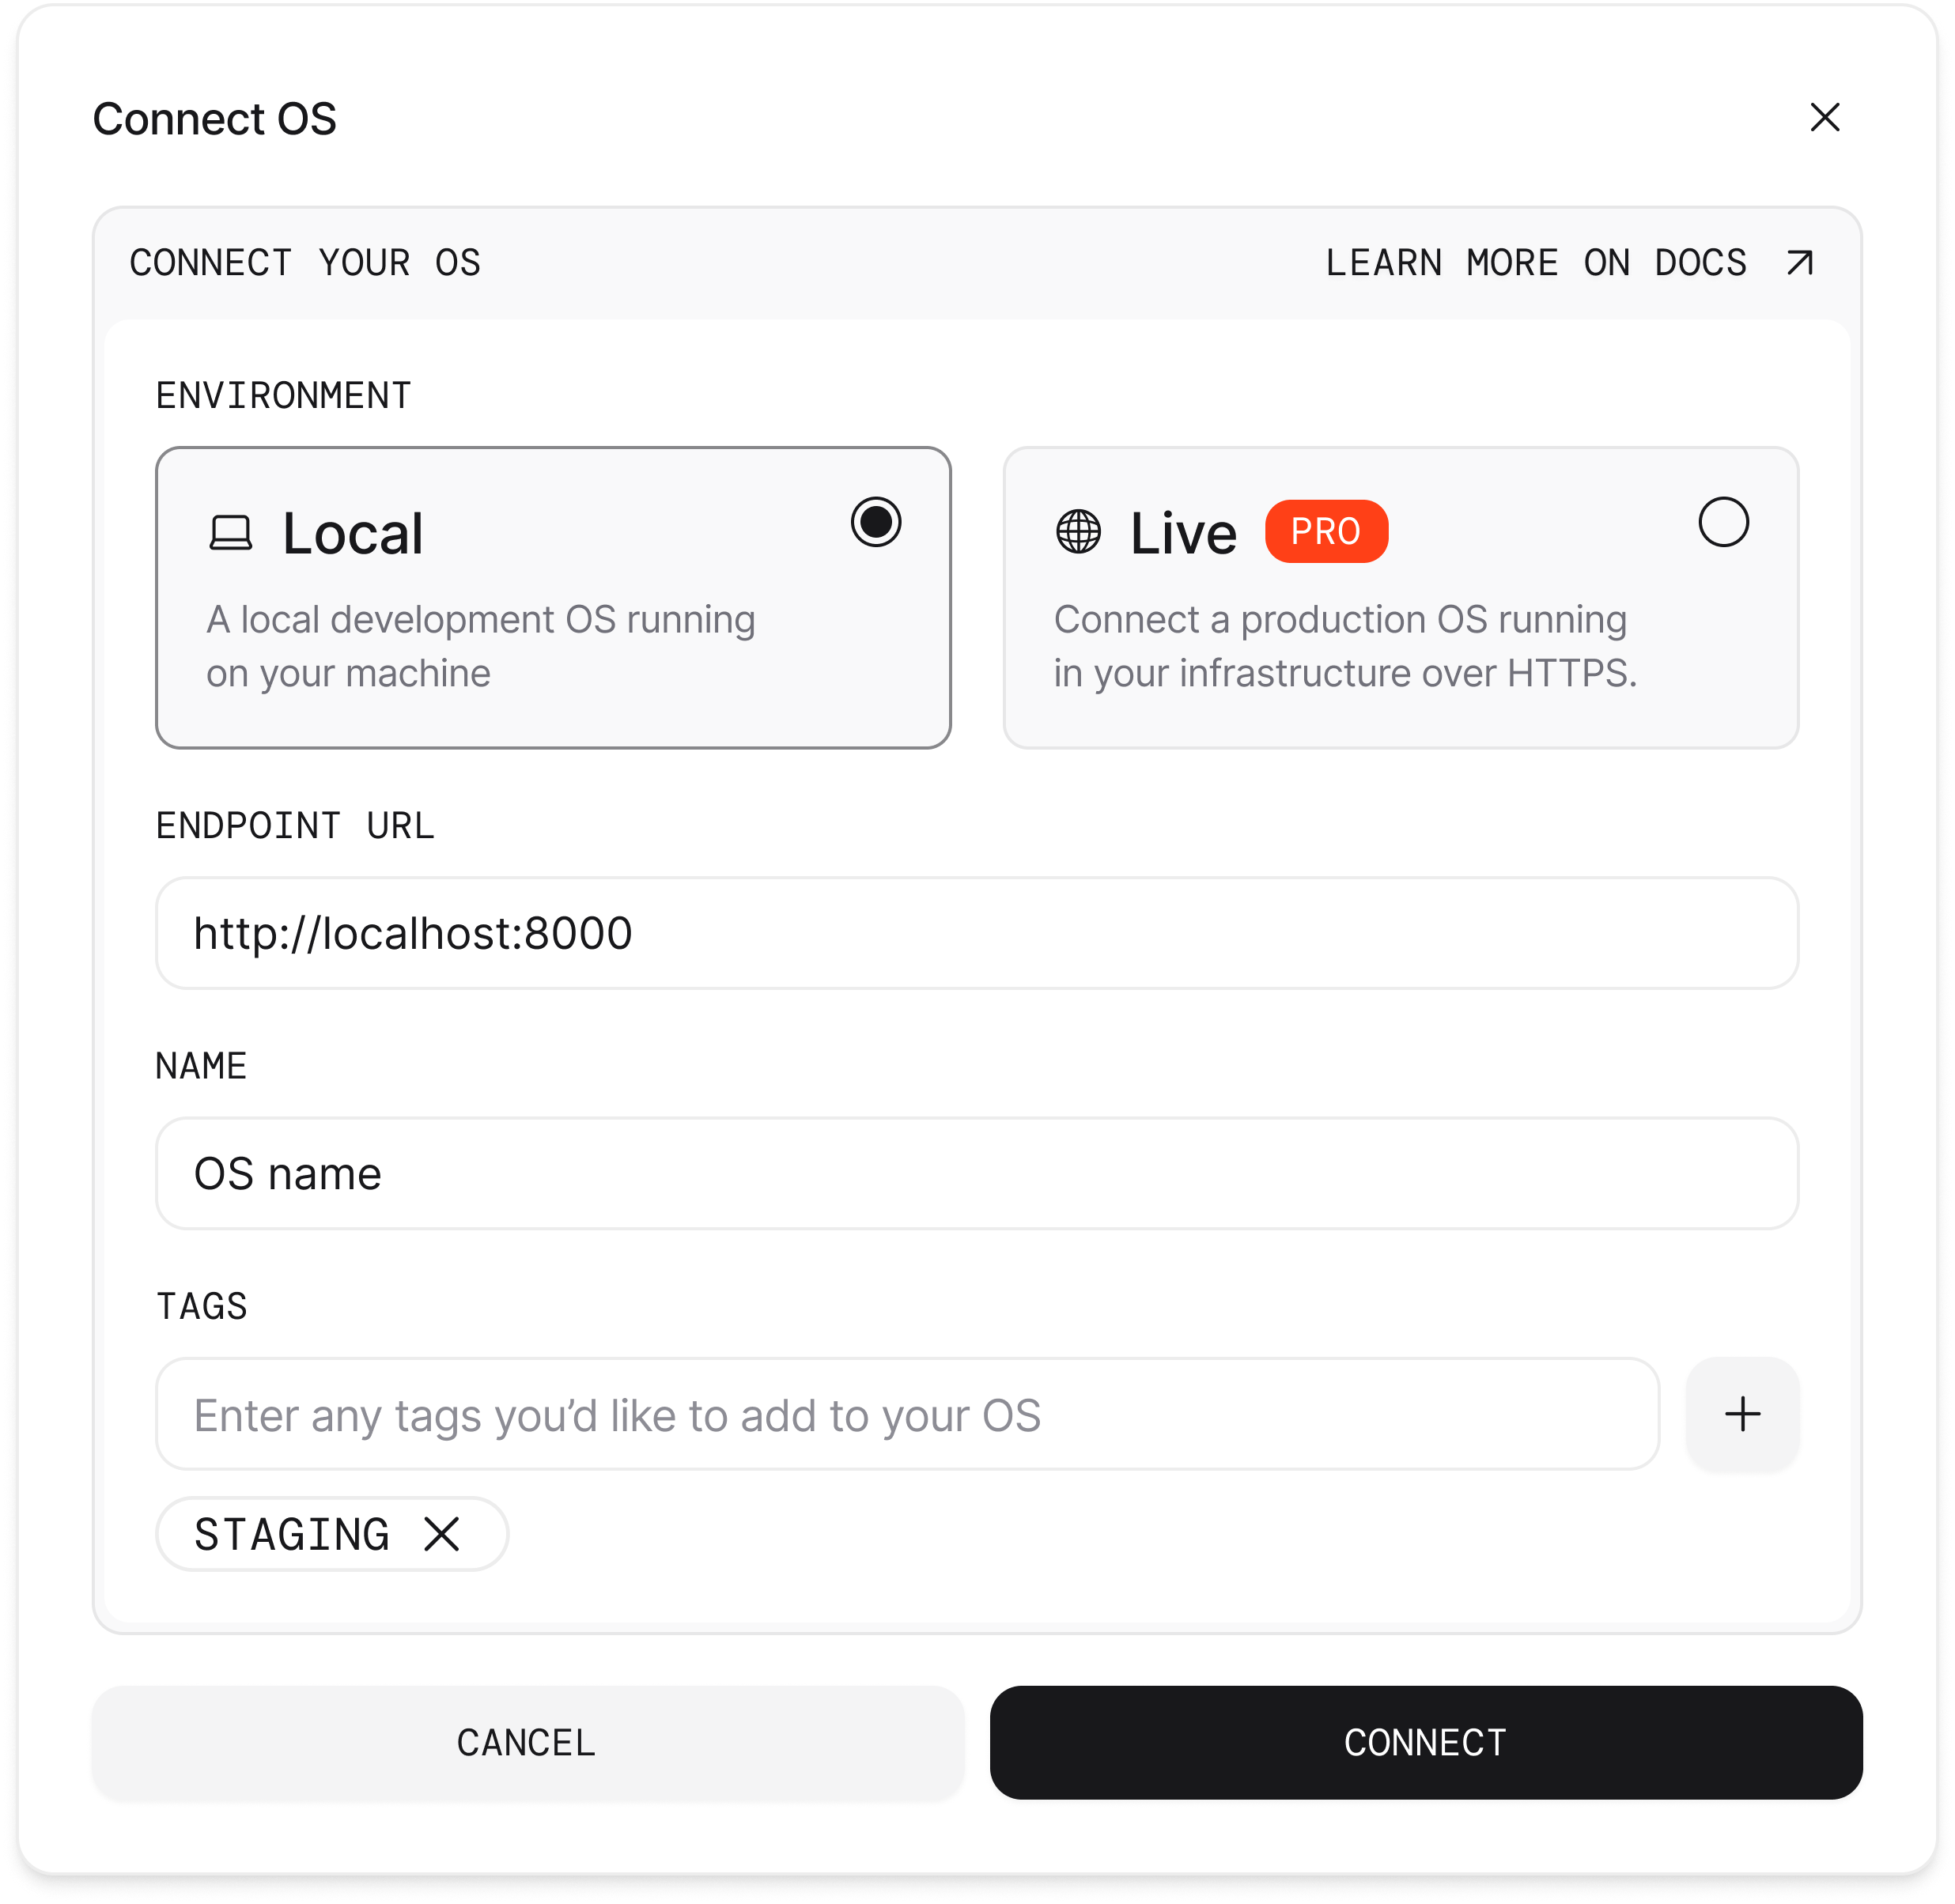 Connect OS
CONNECT YOUR OS
LEARN MORE ON DOCS
ENVIRONMENT
Local
A local development OS running
on your machine
Live
PRO
Connect a production OS running
in your infrastructure over HTTPS.
ENDPOINT URL
http://localhost:8000
NAME
OS name
TAGS
Enter any tags you’d like to add to your OS
STAGING
CANCEL
CONNECT